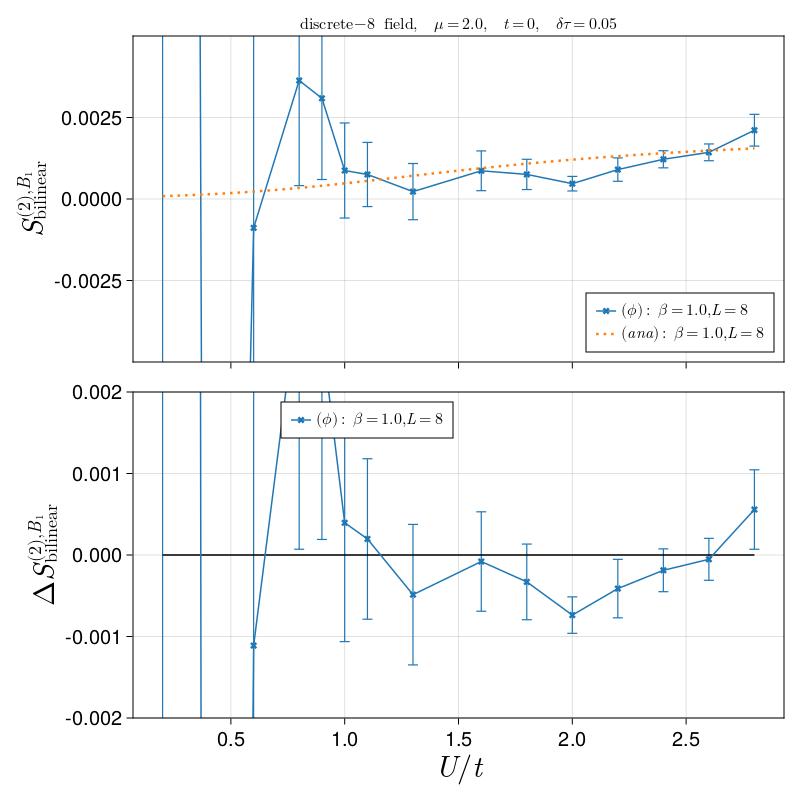 discrete−8 field, μ = 2.0, t = 0, δτ = 0.05
S^{(2),B_1}_{bilinear}
0.0025
0.0000
-0.0025
(ϕ) : β = 1.0, L = 8
(ana) : β = 1.0, L = 8
ΔS^{(2),B_1}_{bilinear}
0.002
0.001
0.000
-0.001
-0.002
(ϕ) : β = 1.0, L = 8
0.5 1.0 1.5 2.0 2.5
U/t